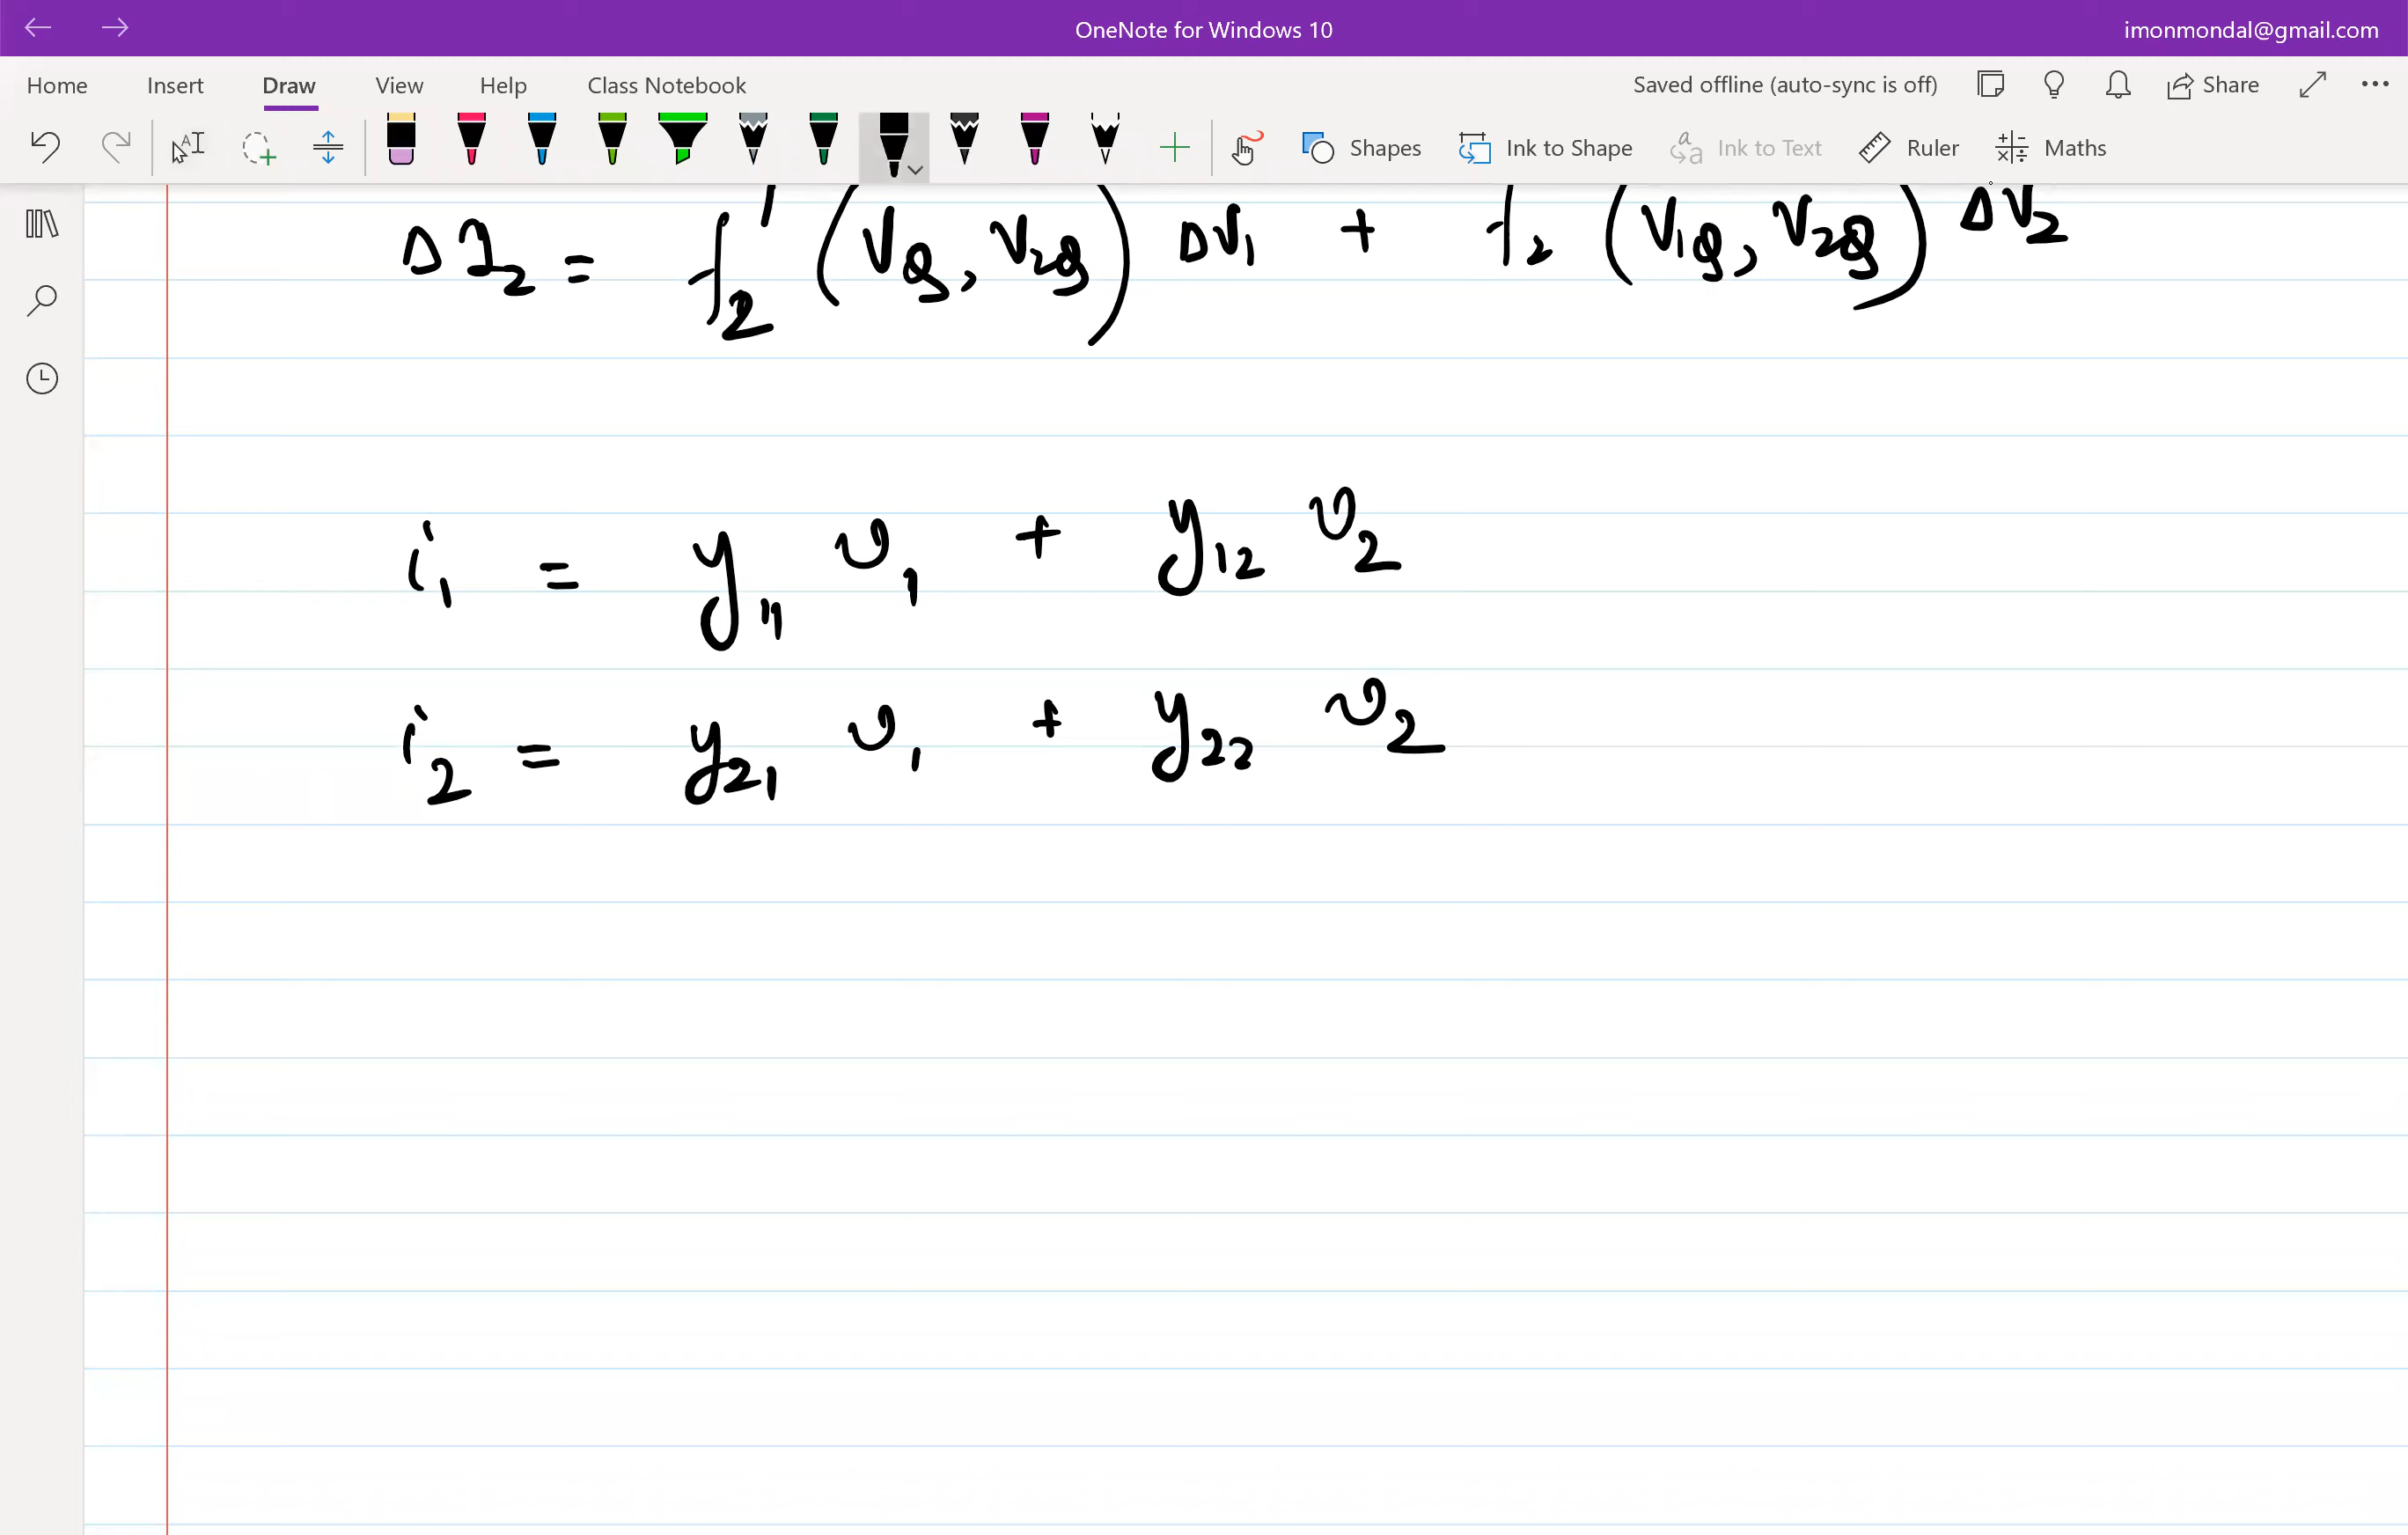 OneNote for Windows 10 imonmondal@gmail.com
Home Insert Draw View Help Class Notebook Saved offline (auto-sync is off) Share
Shapes Ink to Shape Ink to Text Ruler Maths
ΔI₂ = f₂' (VQ, V₂Q) ΔV₁ + f₂ (V₁Q, V₂Q) ΔV₂
i₁ = y₁₁ v₁ + y₁₂ v₂
i₂ = y₂₁ v₁ + y₂₂ v₂